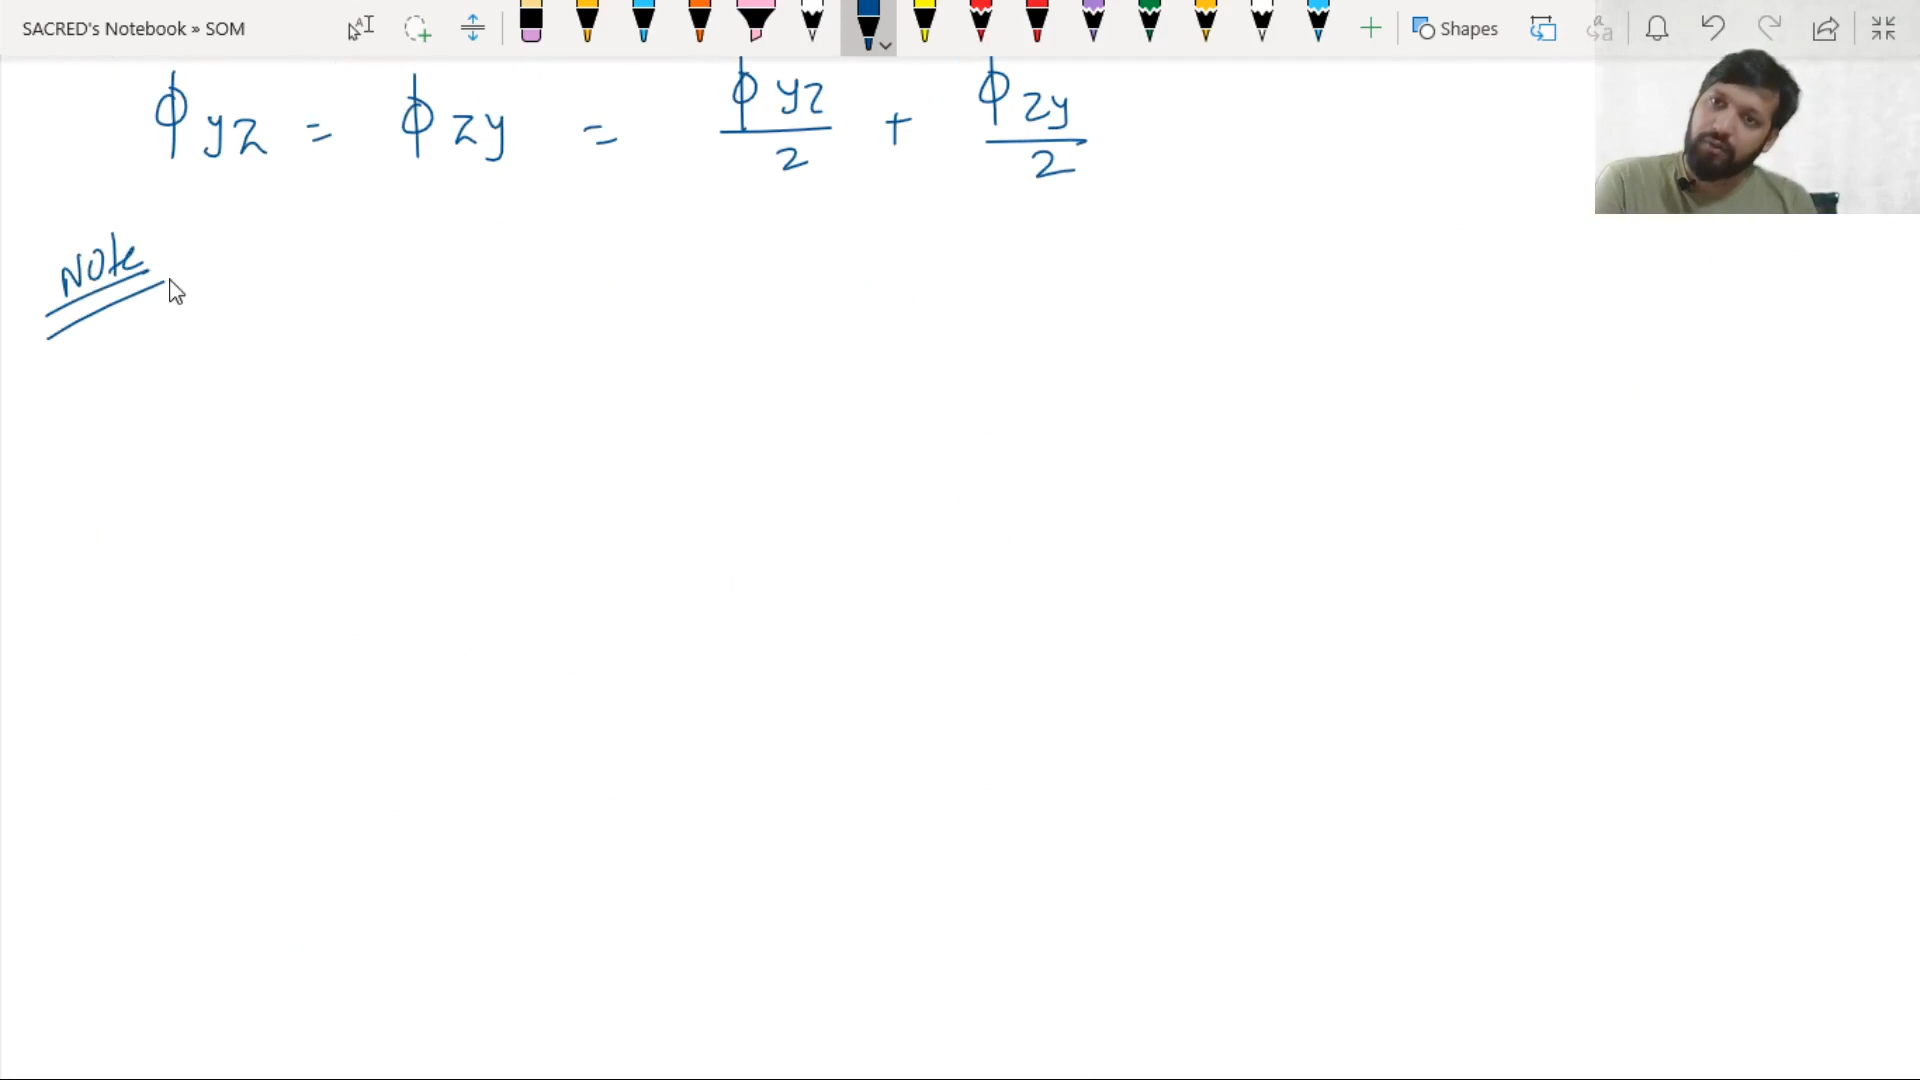 SACRED's Notebook » SOM
Shapes
ϕyz = ϕzy = ϕyz/2 + ϕzy/2
Note